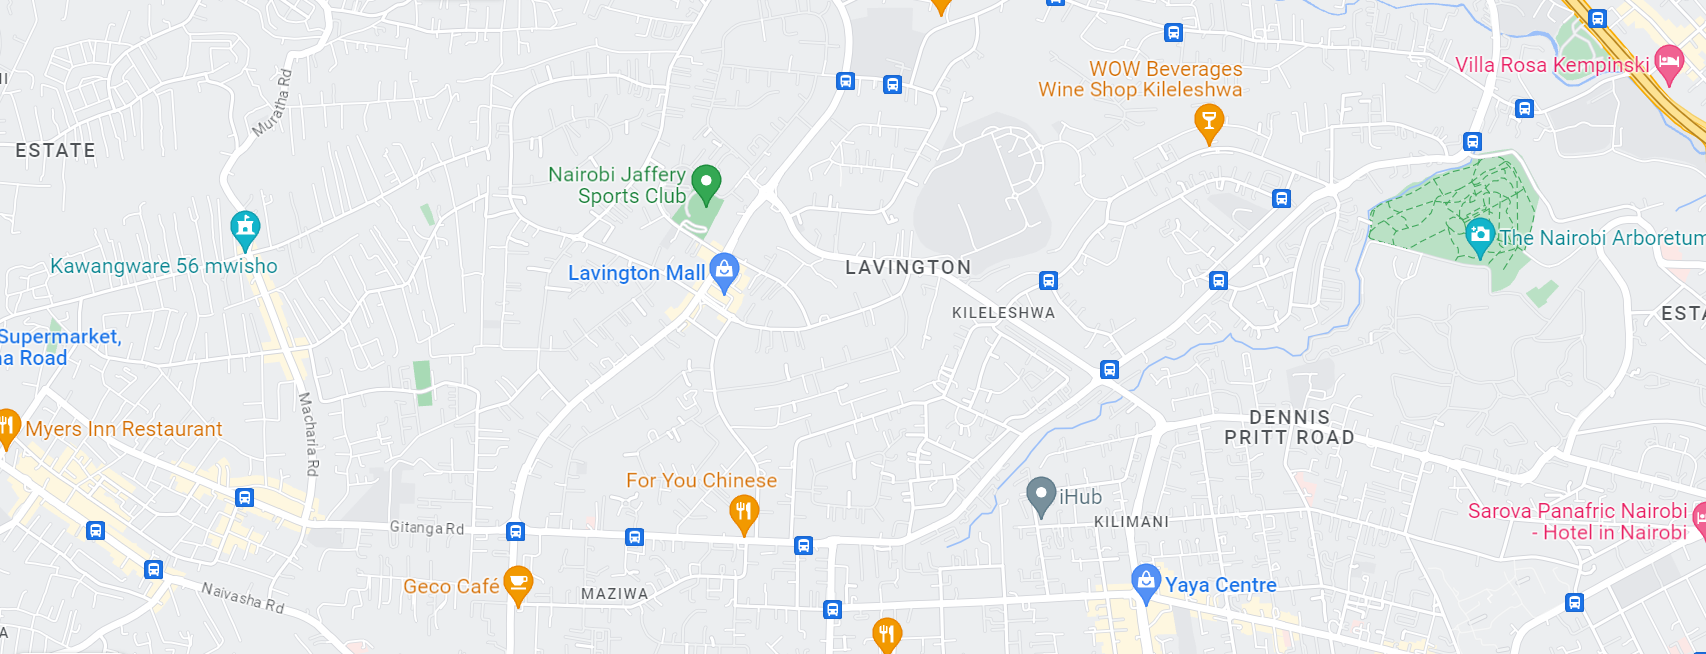 WOW Beverages
Wine Shop Kileleshwa
Villa Rosa Kempinski
Muratha Rd
ESTATE
Nairobi Jaffery
Sports Club
Kawangware 56 mwisho
Lavington Mall
LAVINGTON
The Nairobi Arboretum
KILELESHWA
Supermarket,
Road
Macharia Rd
Myers Inn Restaurant
DENNIS
PRITT ROAD
For You Chinese
iHub
KILIMANI
Sarova Panafric Nairobi
- Hotel in Nairobi
Gitanga Rd
Geco Café
MAZIWA
Yaya Centre
Naivasha Rd